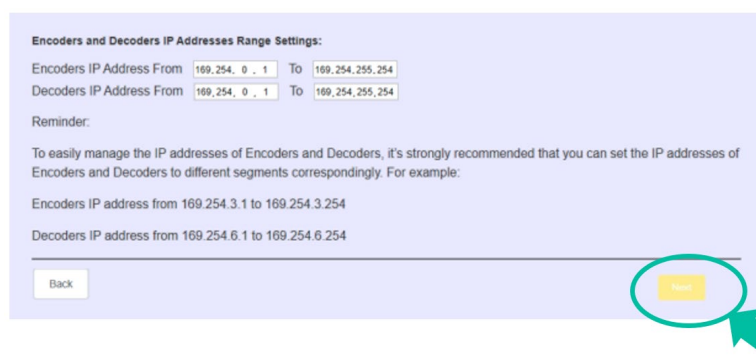 Encoders and Decoders IP Addresses Range Settings:
Encoders IP Address From 169.254. 0 . 1 To 169.254.255.254
Decoders IP Address From 169.254. 0 . 1 To 169.254.255.254
Reminder:
To easily manage the IP addresses of Encoders and Decoders, it's strongly recommended that you can set the IP addresses of
Encoders and Decoders to different segments correspondingly. For example:
Encoders IP address from 169.254.3.1 to 169.254.3.254
Decoders IP address from 169.254.6.1 to 169.254.6.254
Back Next